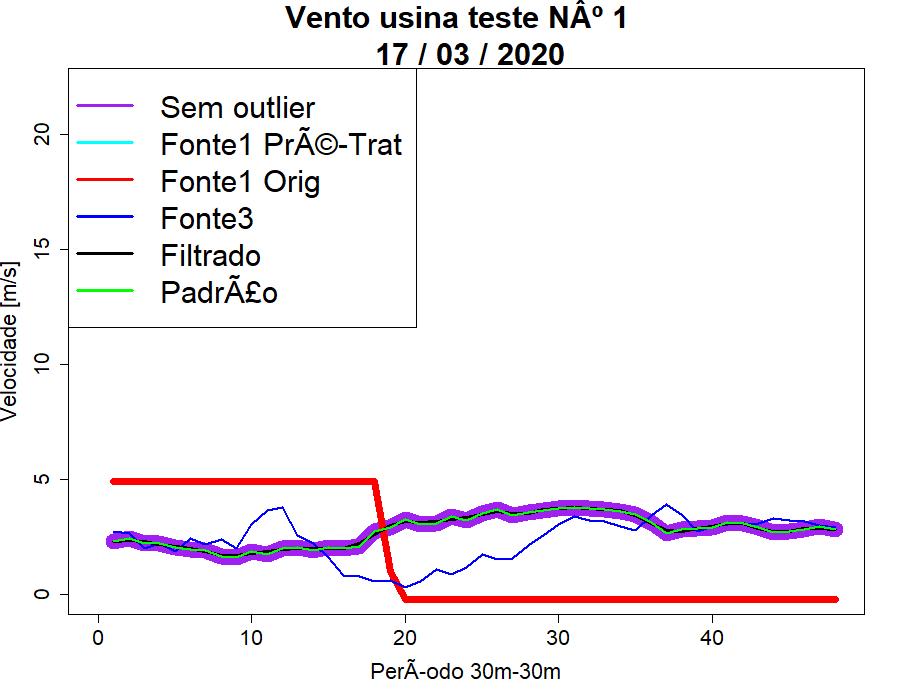 Vento usina teste NÂº 1
17 / 03 / 2020
Sem outlier
Fonte1 PrÃ©-Trat
Fonte1 Orig
Fonte3
Filtrado
PadrÃ£o
Velocidade [m/s]
20
15
10
5
0
0 10 20 30 40
PerÃ-odo 30m-30m